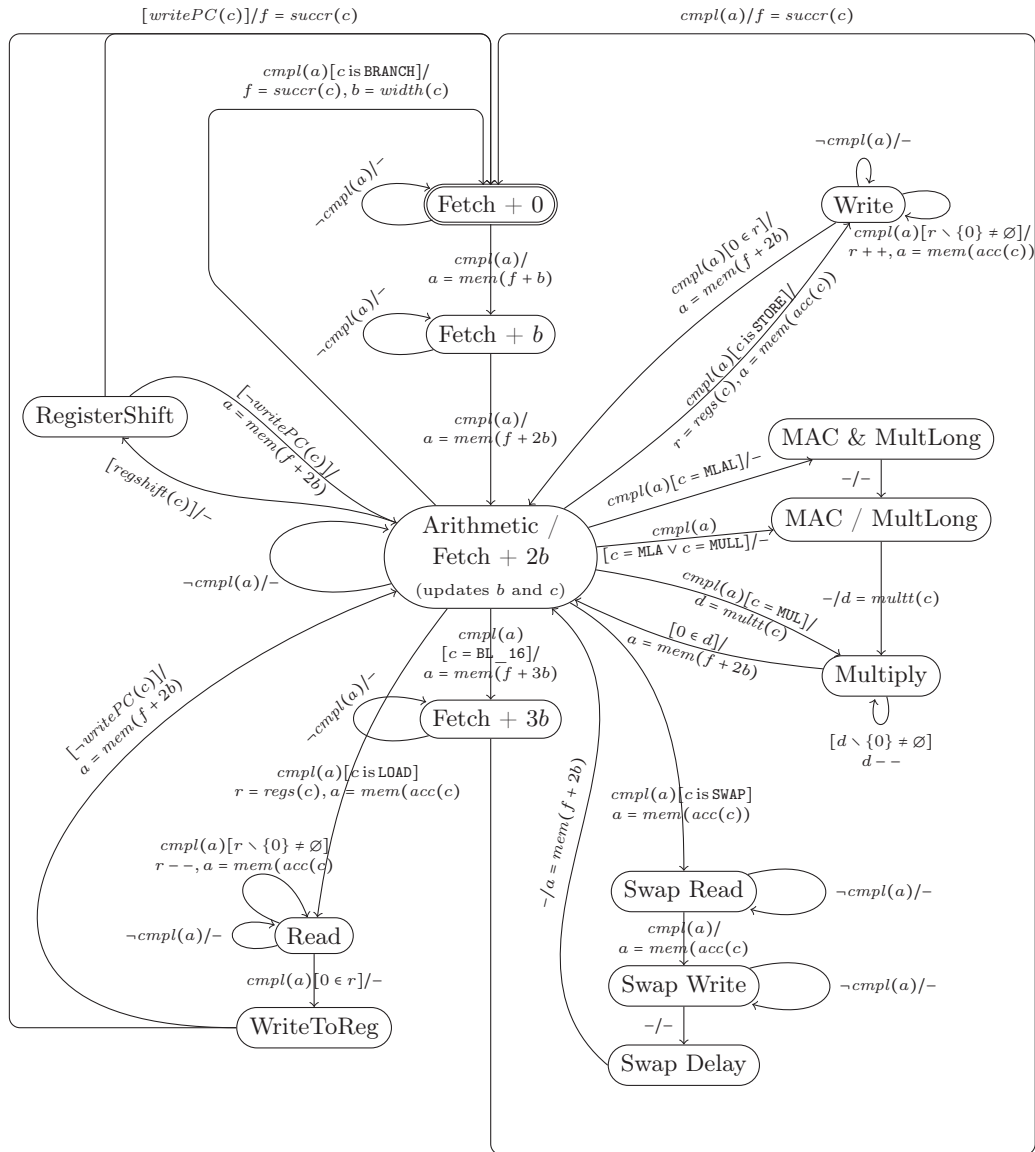 [writePC(c)]/f = succr(c)
cmpl(a)/f = succr(c)
cmpl(a)[c is BRANCH]/
f = succr(c), b = width(c)
¬cmpl(a)/−
Fetch + 0
¬cmpl(a)/−
Write
cmpl(a)[r ∖ {0} ≠ ∅]/
r ++, a = mem(acc(c))
cmpl(a)[0 ∈ r]/
a = mem(f + 2b)
cmpl(a)/
a = mem(f + b)
¬cmpl(a)/−
Fetch + b
cmpl(a)[c is STORE]/
r = regs(c), a = mem(acc(c))
RegisterShift
[¬writePC(c)]/
a = mem(f + 2b)
cmpl(a)/
a = mem(f + 2b)
MAC & MultLong
[regshift(c)]/−
cmpl(a)[c = MLAL]/−
−/−
Arithmetic /
Fetch + 2b
(updates b and c)
cmpl(a)
[c = MLA ∨ c = MULL]/−
MAC / MultLong
¬cmpl(a)/−
cmpl(a)[c = MUL]/
d = multt(c)
−/d = multt(c)
[0 ∈ d]/
a = mem(f + 2b)
Multiply
cmpl(a)
[c = BL_16]/
a = mem(f + 3b)
¬cmpl(a)/−
Fetch + 3b
[d ∖ {0} ≠ ∅]
d − −
[¬writePC(c)]/
a = mem(f + 2b)
cmpl(a)[c is LOAD]
r = regs(c), a = mem(acc(c)
−/a = mem(f + 2b)
cmpl(a)[c is SWAP]
a = mem(acc(c))
cmpl(a)[r ∖ {0} ≠ ∅]
r − −, a = mem(acc(c)
Swap Read
¬cmpl(a)/−
¬cmpl(a)/−
Read
cmpl(a)/
a = mem(acc(c)
cmpl(a)[0 ∈ r]/−
Swap Write
¬cmpl(a)/−
WriteToReg
−/−
Swap Delay